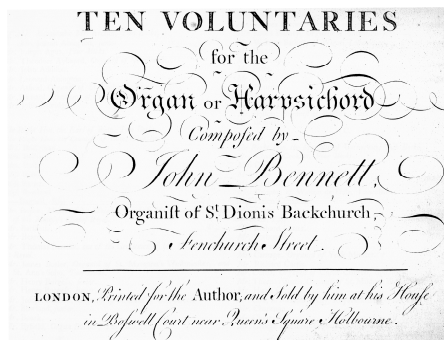 TEN VOLUNTARIES
for the
Organ or Harpsichord
Compoſed by
John Bennett,
Organiſt of S.t Dionis Backchurch,
Fenchurch Street.
LONDON, Printed for the Author, and Sold by him at his Houſe
in Boſwell Court near Queen's Square Holbourne.